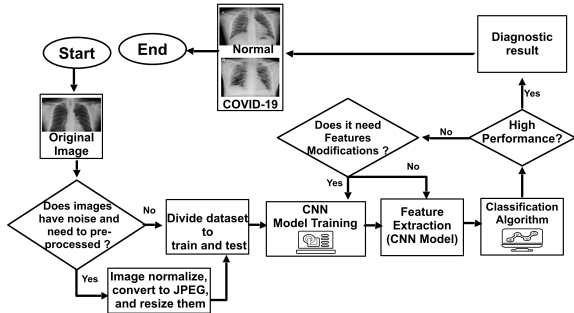 Start
End
Normal
COVID-19
Diagnostic
result
Original
Image
Yes
Does it need
Features
Modifications ?
No
High
Performance?
Does images
have noise and
need to pre-
processed ?
No
Divide dataset
to
train and test
Yes
No
CNN
Model Training
Feature
Extraction
(CNN Model)
Classification
Algorithm
Yes
Image normalize,
convert to JPEG,
and resize them